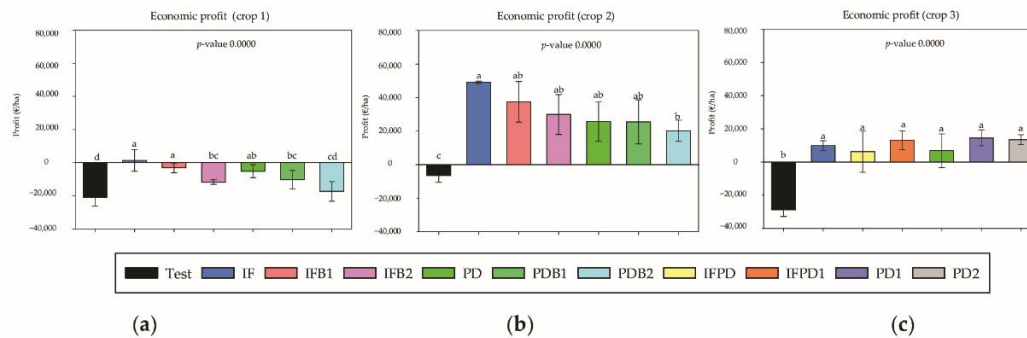 Economic profit (crop 1)
p-value 0.0000
Profit (€/ha)
80,000
60,000
40,000
20,000
0
−20,000
−40,000
d
a
a
bc
ab
bc
cd
Economic profit (crop 2)
p-value 0.0000
Profit (€/ha)
80,000
60,000
40,000
20,000
0
−20,000
−40,000
c
a
ab
ab
ab
ab
b
Economic profit (crop 3)
p-value 0.0000
Profit (€/ha)
80,000
60,000
40,000
20,000
0
−20,000
−40,000
b
a
a
a
a
a
a
Test IF IFB1 IFB2 PD PDB1 PDB2 IFPD IFPD1 PD1 PD2
(a) (b) (c)